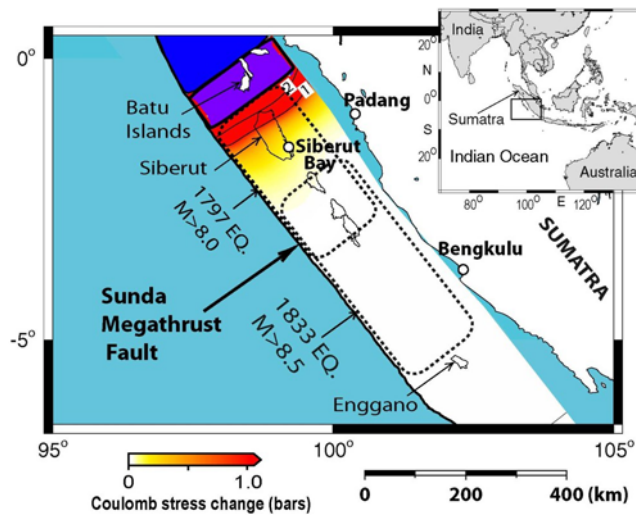 0°
-5°
95°
100°
105°
Batu
Islands
Siberut
2
1
Padang
Siberut
Bay
1797 EQ.
M>8.0
Sunda
Megathrust
Fault
1833 EQ.
M>8.5
Bengkulu
SUMATRA
Enggano
India
20°
N
0°
S
20°
Sumatra
Indian Ocean
Australia
80°
100°
E
120°
0
1.0
Coulomb stress change (bars)
0
200
400 (km)